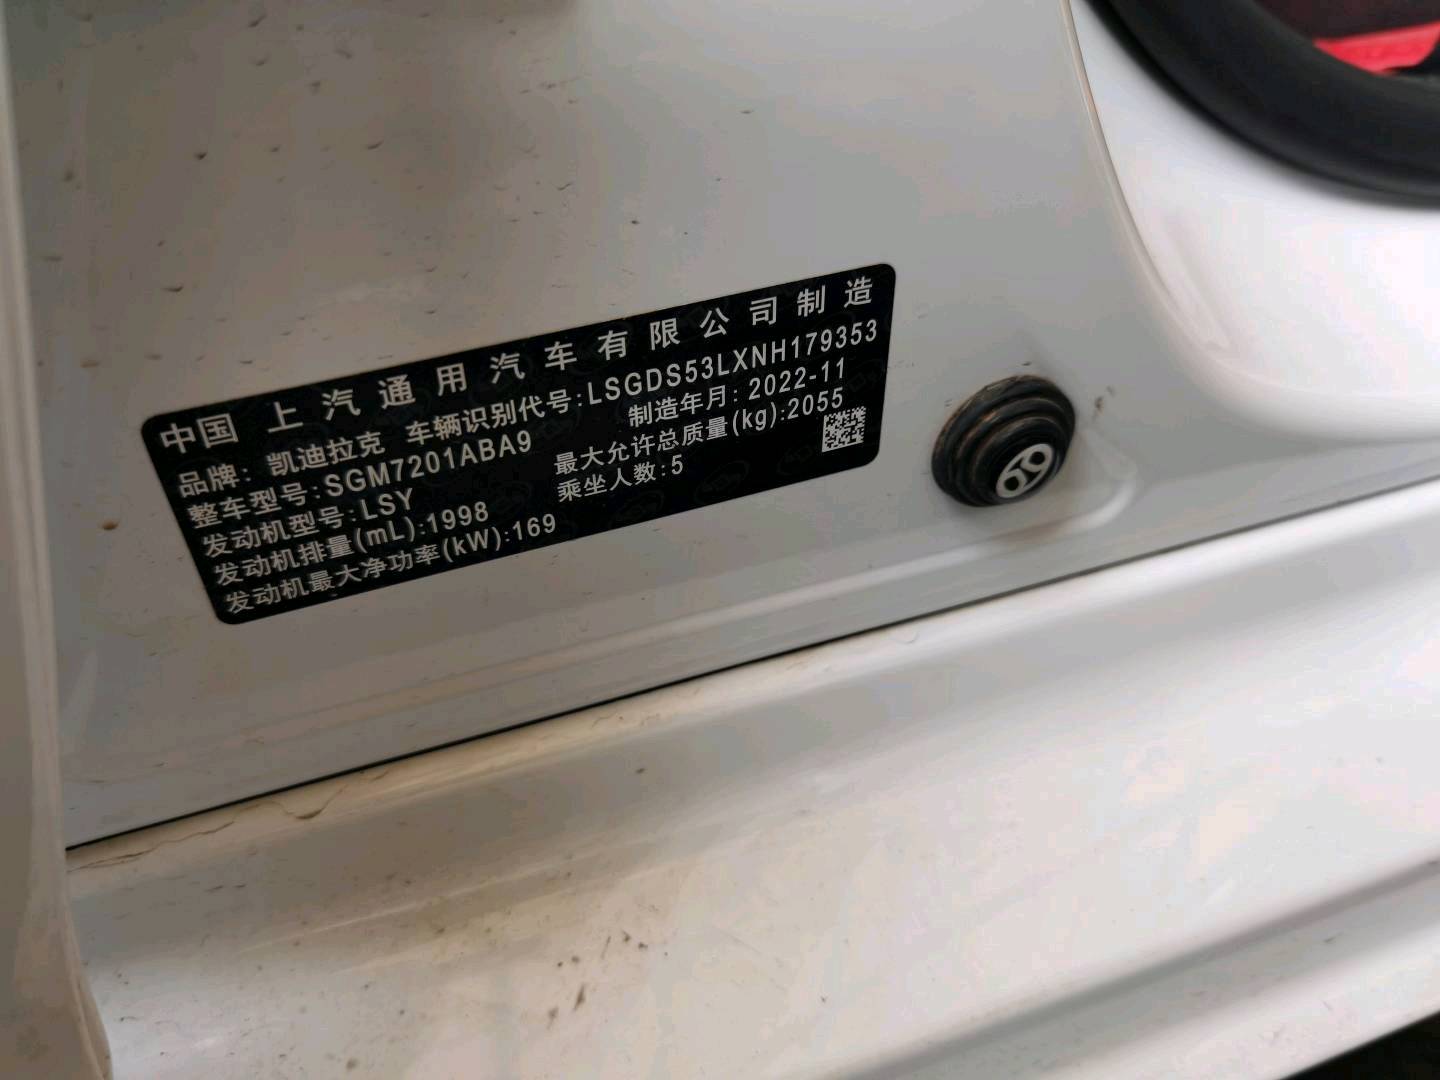 中国 上汽通用汽车有限公司制造
品牌: 凯迪拉克 车辆识别代号:LSGDS53LXNH179353
整车型号:SGM7201ABA9 制造年月: 2022-11
发动机型号:LSY 最大允许总质量(kg):2055
发动机排量(mL):1998 乘坐人数:5
发动机最大净功率(kW):169
69